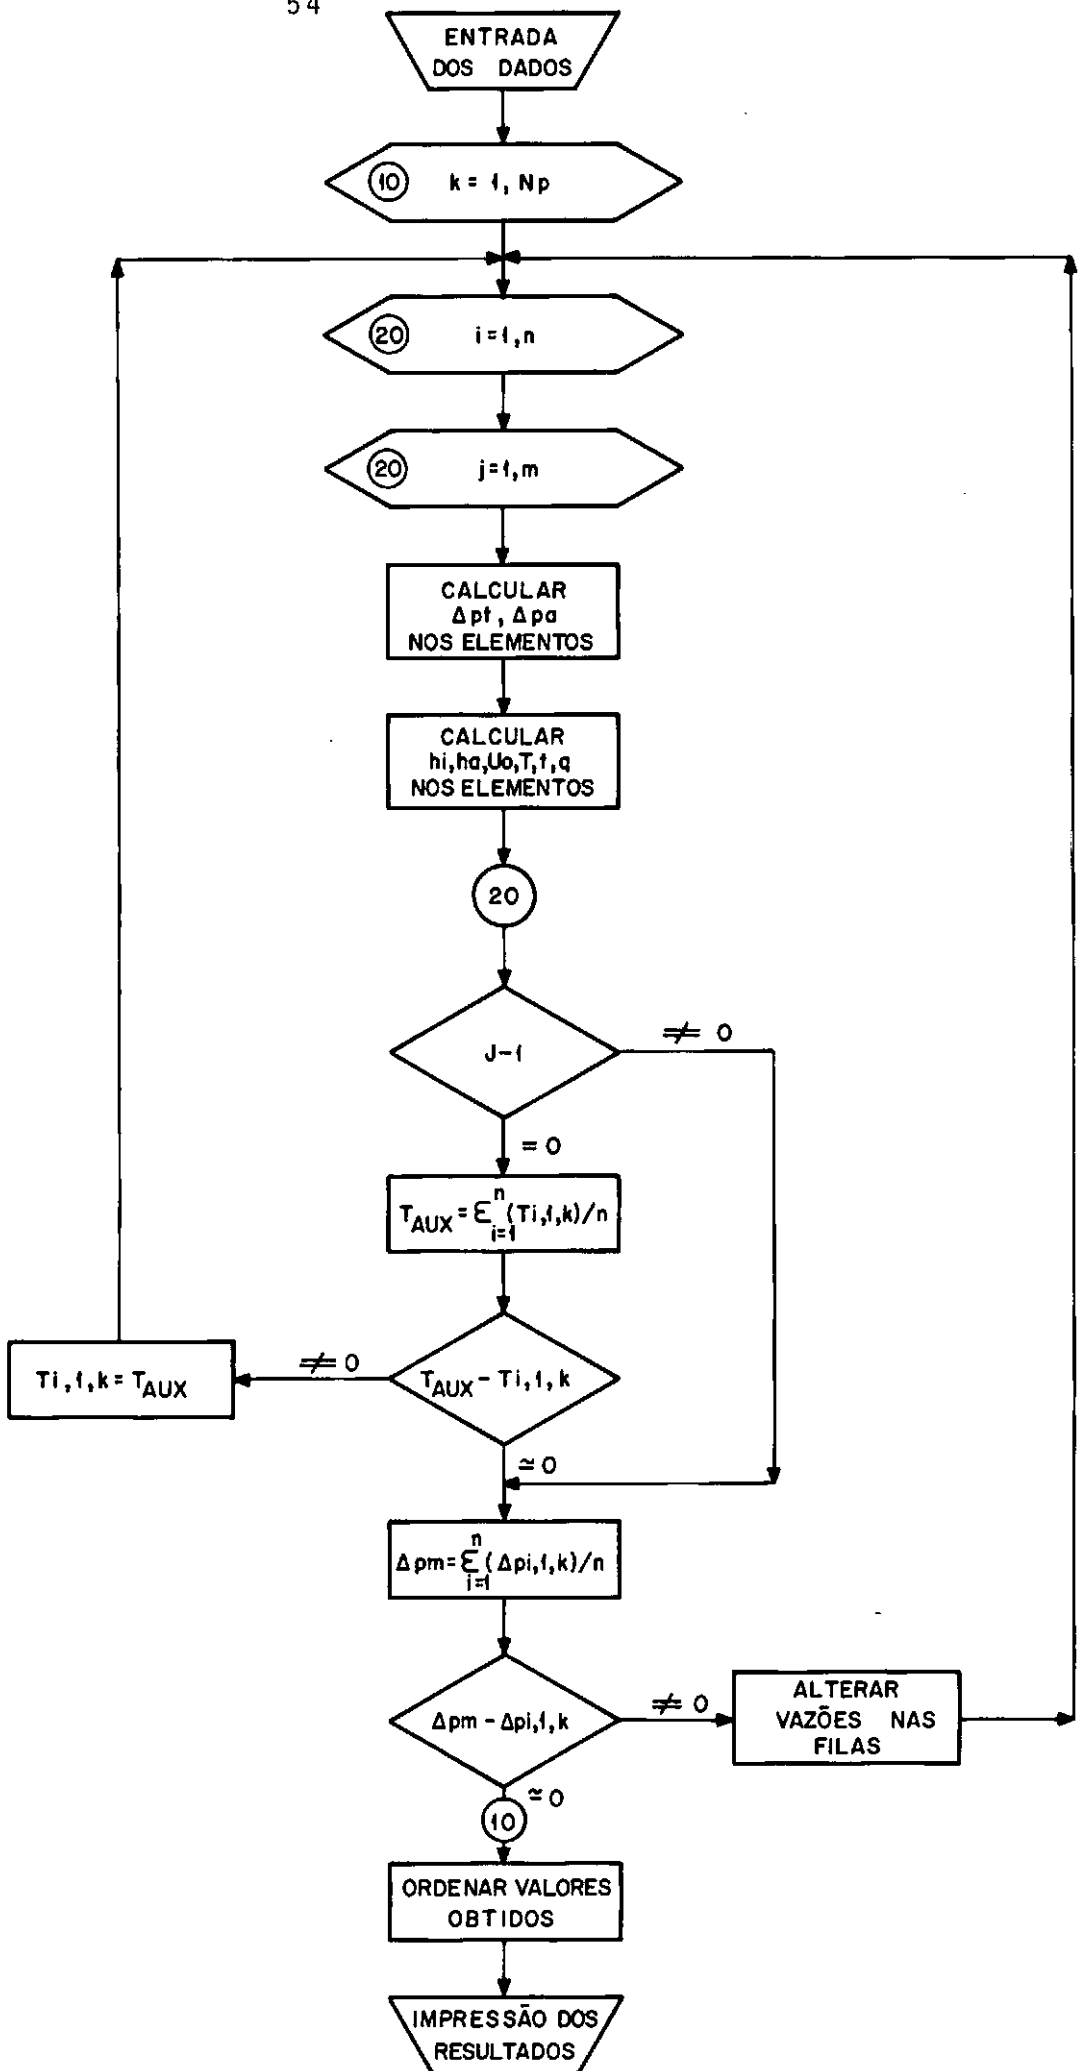 54
ENTRADA
DOS DADOS
10 k = 1, Np
20 i=1,n
20 j=1,m
CALCULAR
Δpt, Δpa
NOS ELEMENTOS
CALCULAR
hi,ha,Uo,T,t,q
NOS ELEMENTOS
20
J-1
≠ 0
= 0
T_AUX = Σ_{i=1}^{n} (Ti,1,k)/n
T_AUX - Ti,1,k
≠ 0
Ti,1,k = T_AUX
≃ 0
Δpm = Σ_{i=1}^{n} (Δpi,1,k)/n
Δpm - Δpi,1,k
≠ 0
ALTERAR
VAZÕES NAS
FILAS
≃ 0
10
ORDENAR VALORES
OBTIDOS
IMPRESSÃO DOS
RESULTADOS